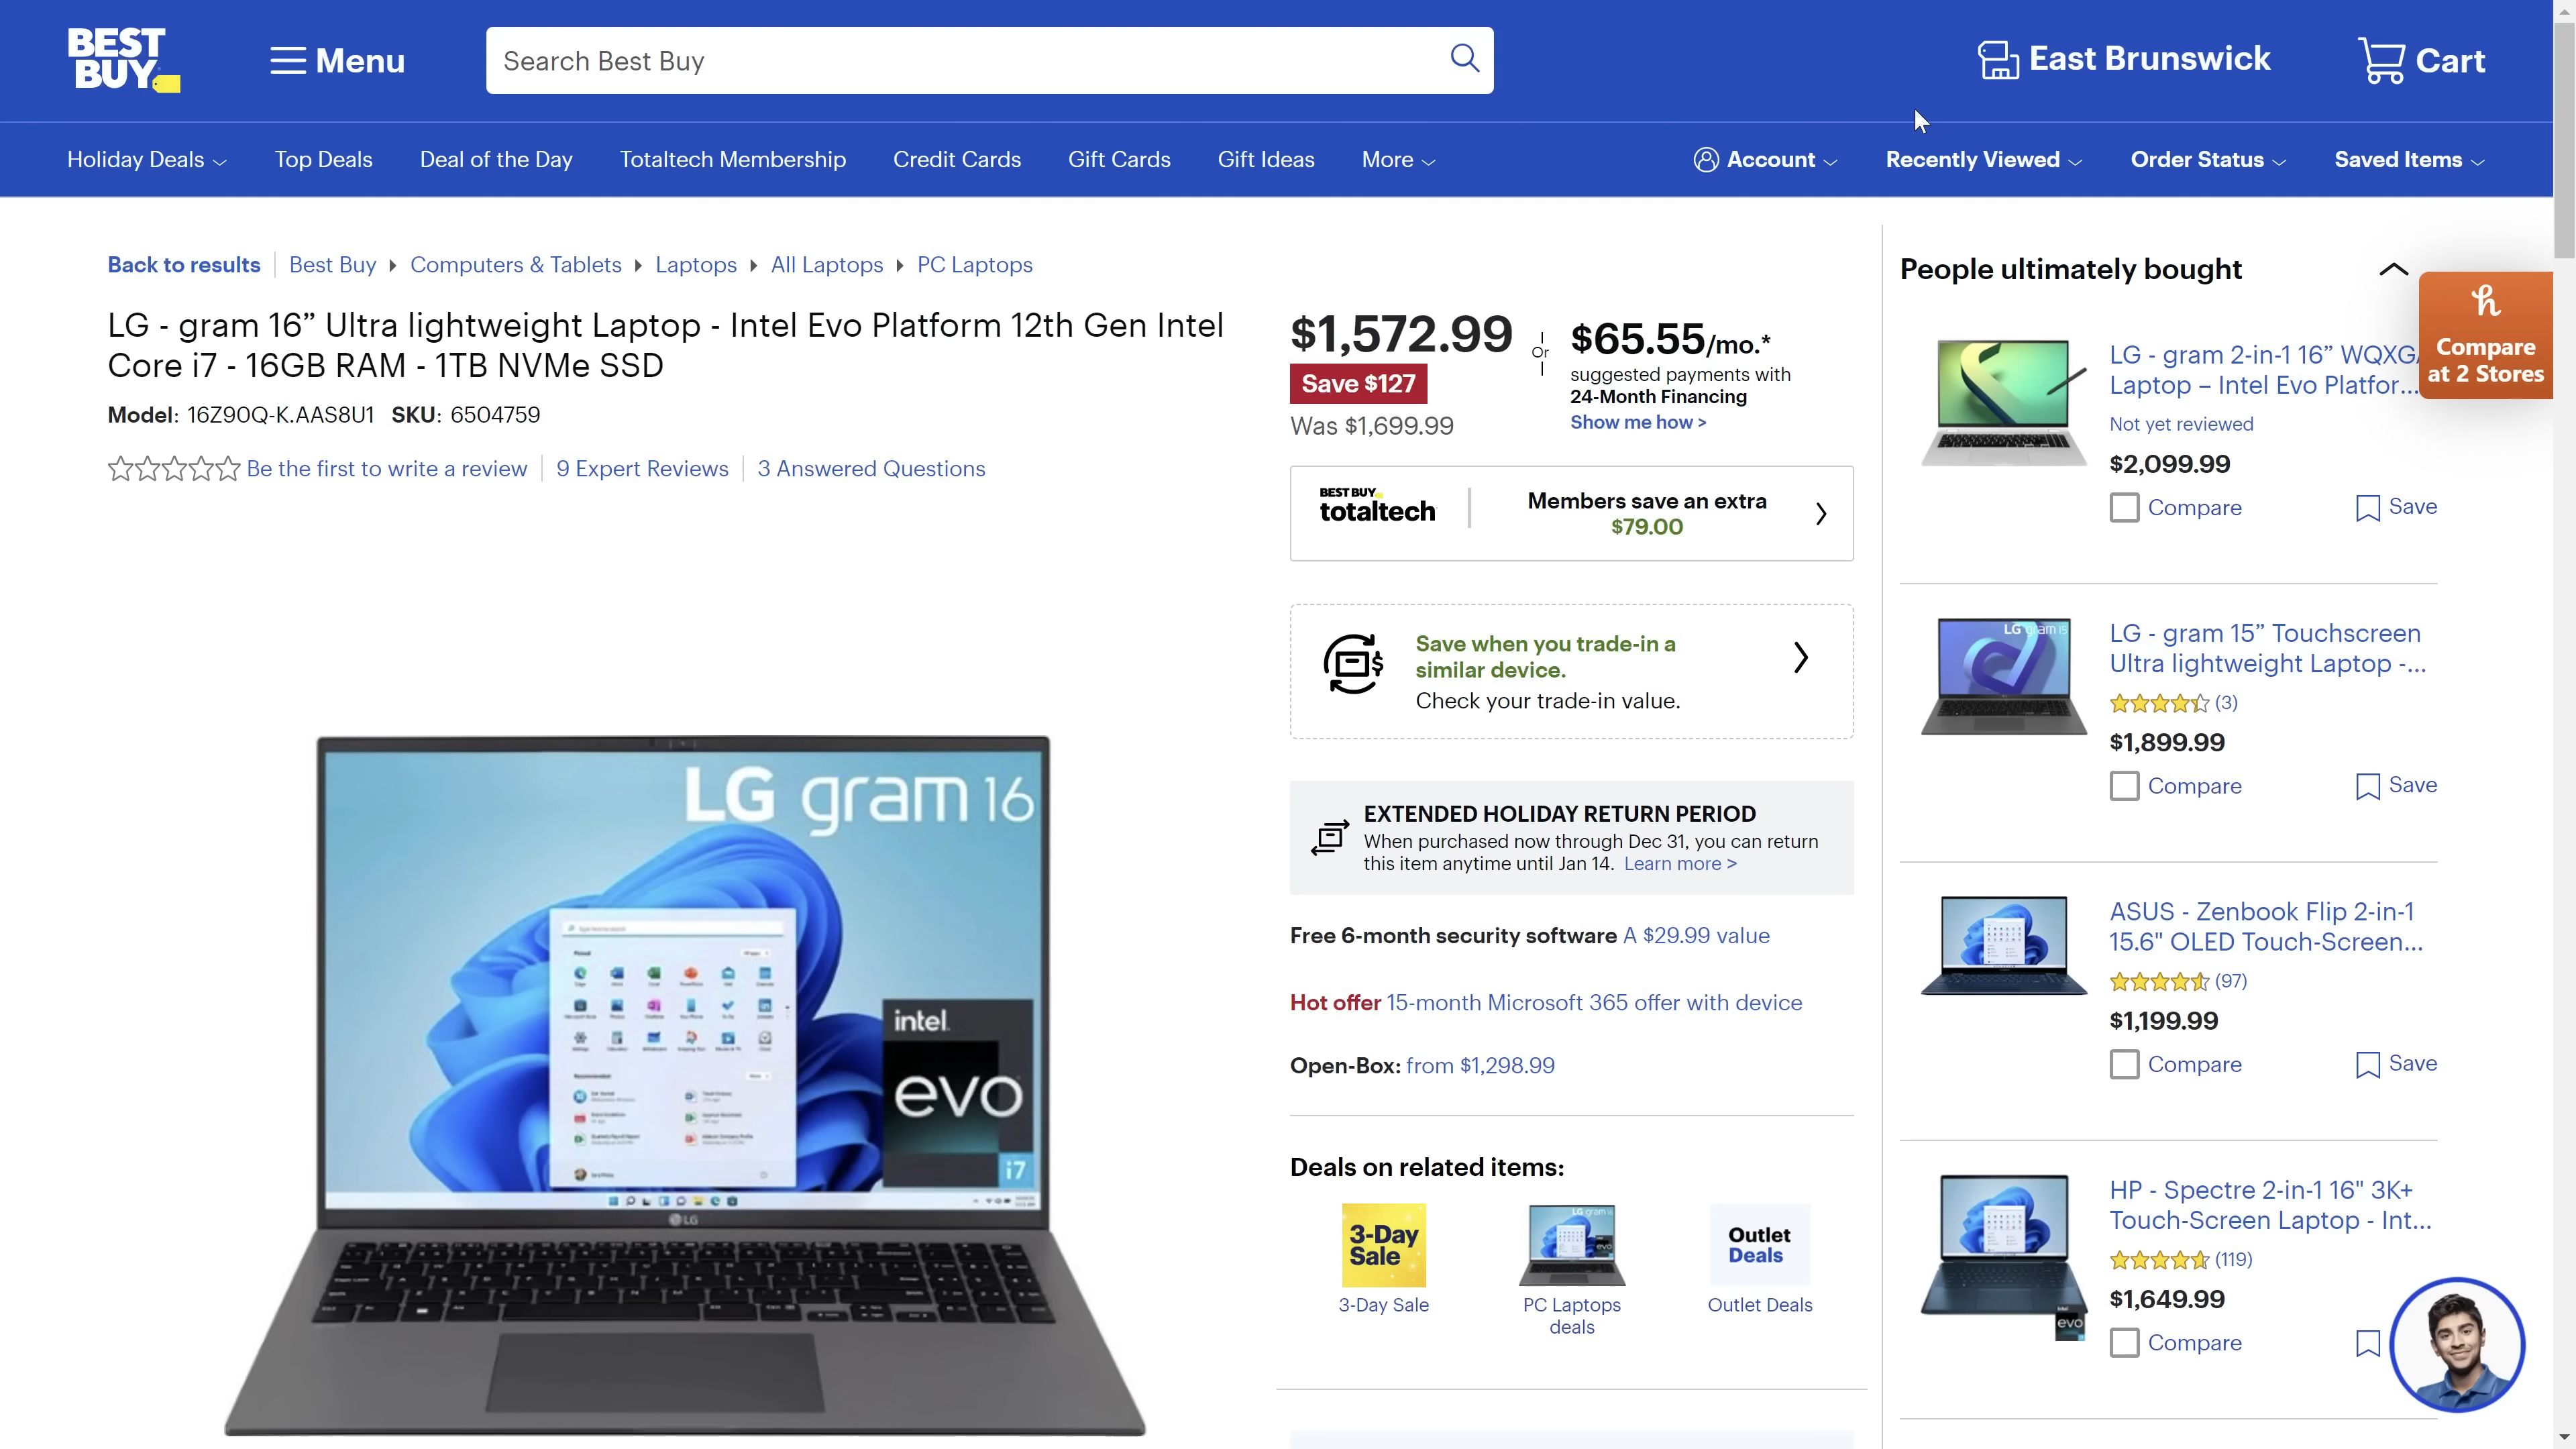 BEST
BUY
Menu
Search Best Buy
East Brunswick
Cart
Holiday Deals
Top Deals
Deal of the Day
Totaltech Membership
Credit Cards
Gift Cards
Gift Ideas
More
Account
Recently Viewed
Order Status
Saved Items
Back to results
Best Buy
Computers & Tablets
Laptops
All Laptops
PC Laptops
LG - gram 16” Ultra lightweight Laptop - Intel Evo Platform 12th Gen Intel
Core i7 - 16GB RAM - 1TB NVMe SSD
Model: 16Z90Q-K.AAS8U1 SKU: 6504759
Be the first to write a review
9 Expert Reviews
3 Answered Questions
LG gram 16
intel.
evo
i7
LG
$1,572.99
Save $127
Was $1,699.99
Or
$65.55/mo.*
suggested payments with
24-Month Financing
Show me how >
BEST BUY
totaltech
Members save an extra
$79.00
Save when you trade-in a
similar device.
Check your trade-in value.
EXTENDED HOLIDAY RETURN PERIOD
When purchased now through Dec 31, you can return
this item anytime until Jan 14. Learn more >
Free 6-month security software A $29.99 value
Hot offer 15-month Microsoft 365 offer with device
Open-Box: from $1,298.99
Deals on related items:
3-Day
Sale
3-Day Sale
PC Laptops
deals
Outlet
Deals
Outlet Deals
People ultimately bought
Compare
at 2 Stores
LG - gram 2-in-1 16” WQXG
Laptop – Intel Evo Platfor...
Not yet reviewed
$2,099.99
Compare
Save
LG - gram 15” Touchscreen
Ultra lightweight Laptop -...
(3)
$1,899.99
Compare
Save
ASUS - Zenbook Flip 2-in-1
15.6" OLED Touch-Screen...
(97)
$1,199.99
Compare
Save
HP - Spectre 2-in-1 16" 3K+
Touch-Screen Laptop - Int...
(119)
$1,649.99
evo
Compare